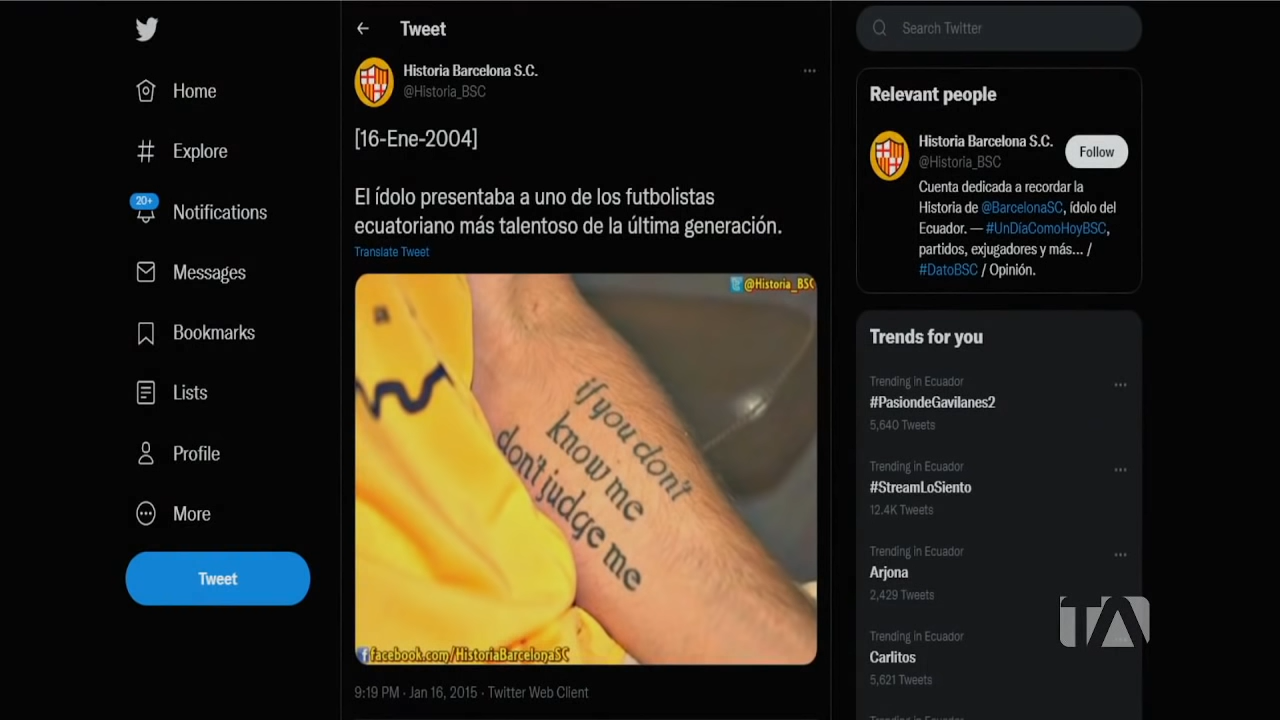 Home
Explore
20+
Notifications
Messages
Bookmarks
Lists
Profile
More
Tweet
Tweet
Historia Barcelona S.C.
@Historia_BSC
[16-Ene-2004]
El ídolo presentaba a uno de los futbolistas
ecuatoriano más talentoso de la última generación.
Translate Tweet
@Historia_BSC
if you don't
know me
don't judge me
facebook.com/HistoriaBarcelonaSC
9:19 PM · Jan 16, 2015 · Twitter Web Client
Search Twitter
Relevant people
Historia Barcelona S.C.
@Historia_BSC
Follow
Cuenta dedicada a recordar la
Historia de @BarcelonaSC, ídolo del
Ecuador. — #UnDíaComoHoyBSC,
partidos, exjugadores y más... /
#DatoBSC / Opinión.
Trends for you
Trending in Ecuador
#PasiondeGavilanes2
5,640 Tweets
Trending in Ecuador
#StreamLoSiento
12.4K Tweets
Trending in Ecuador
Arjona
2,429 Tweets
Trending in Ecuador
Carlitos
5,621 Tweets
Trending in Ecuador
TA